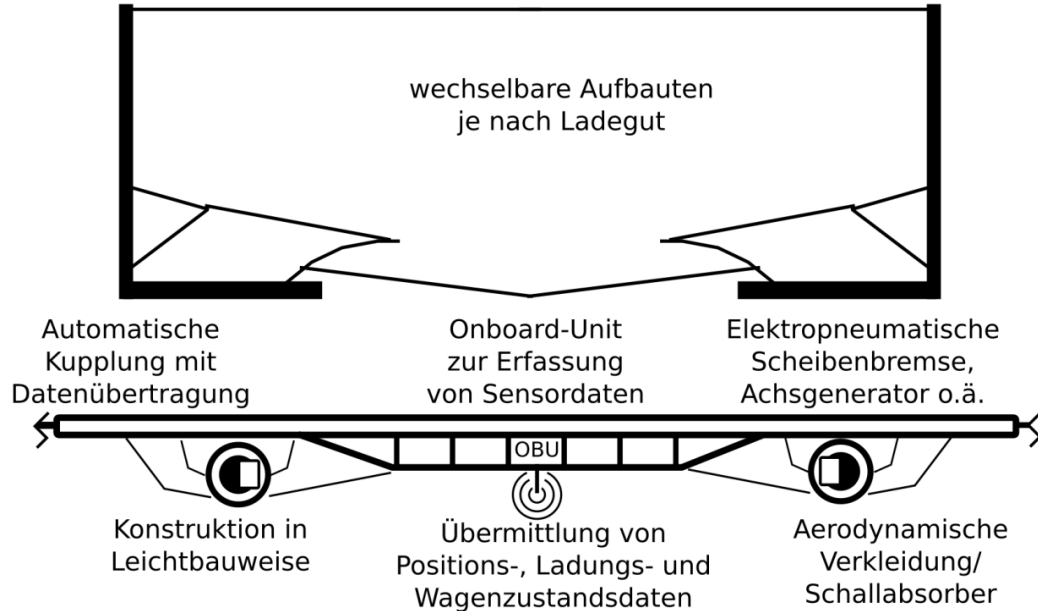 wechselbare Aufbauten
je nach Ladegut
Automatische
Kupplung mit
Datenübertragung
Onboard-Unit
zur Erfassung
von Sensordaten
Elektropneumatische
Scheibenbremse,
Achsgenerator o.ä.
OBU
Konstruktion in
Leichtbauweise
Übermittlung von
Positions-, Ladungs- und
Wagenzustandsdaten
Aerodynamische
Verkleidung/
Schallabsorber